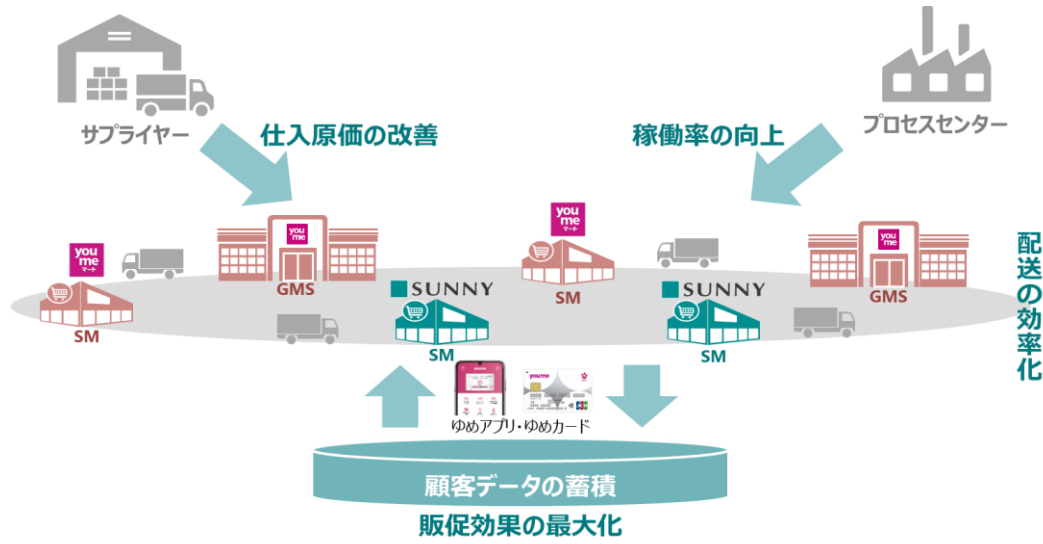 サプライヤー
仕入原価の改善
稼働率の向上
プロセスセンター
you
me
マート
SM
you
me
GMS
you
me
マート
SM
you
me
GMS
SUNNY
SM
SUNNY
SM
配送の効率化
youme
youme
JCB
ゆめアプリ・ゆめカード
顧客データの蓄積
販促効果の最大化